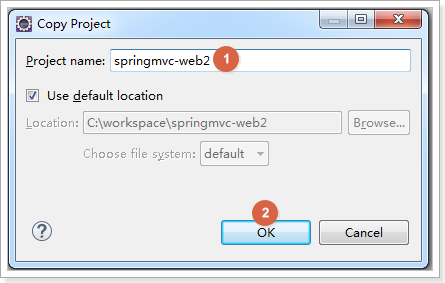 Copy Project
Project name: springmvc-web2 1
Use default location
Location: C:\workspace\springmvc-web2 Browse...
Choose file system: default
2
? OK Cancel